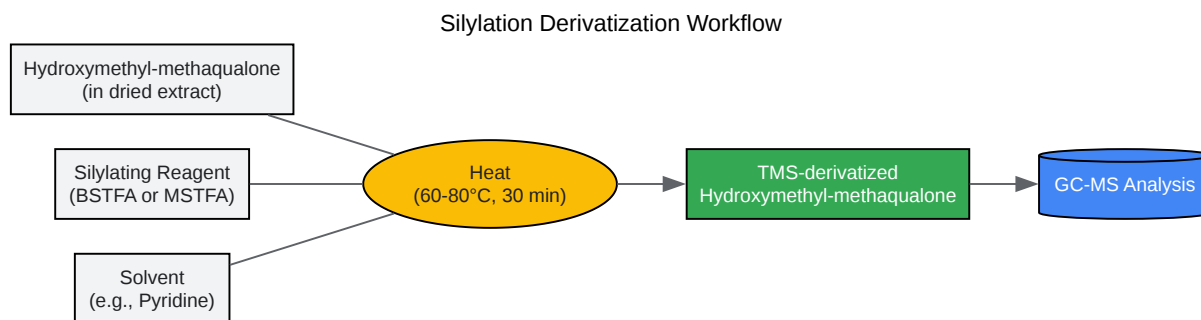 Silylation Derivatization Workflow
Hydroxymethyl-methaqualone
(in dried extract)
Silylating Reagent
(BSTFA or MSTFA)
Solvent
(e.g., Pyridine)
Heat
(60-80°C, 30 min)
TMS-derivatized
Hydroxymethyl-methaqualone
GC-MS Analysis